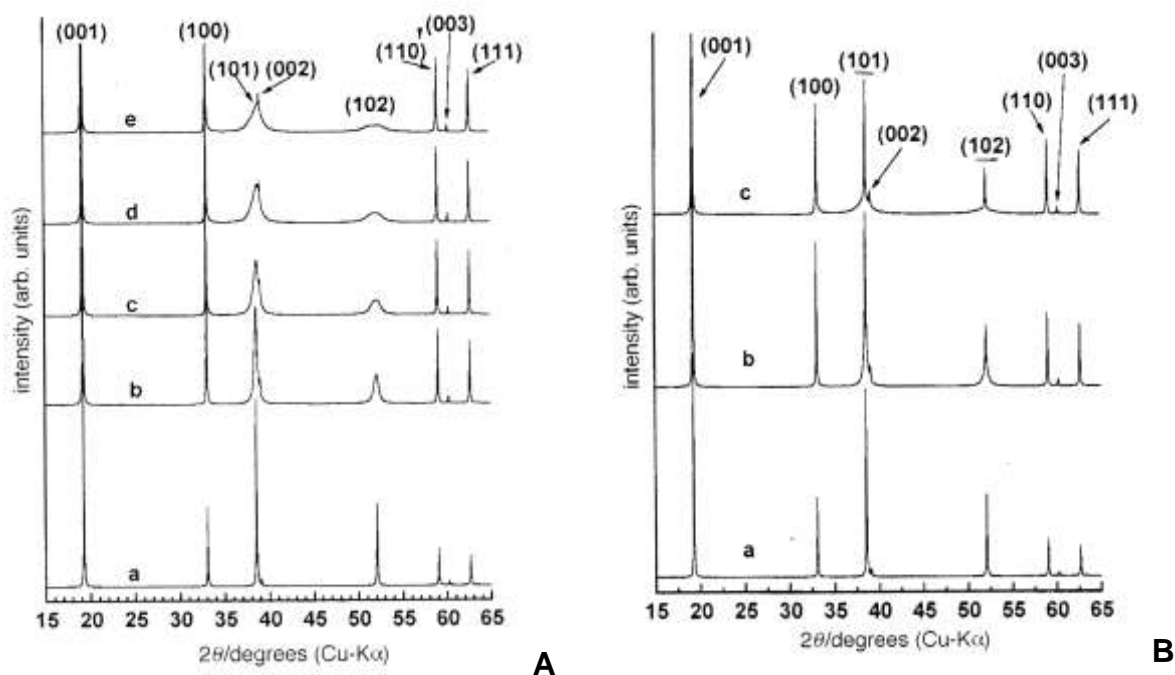 (001)
(100)
(003)
(110)
(111)
(101)
(002)
(102)
e
d
c
b
a
intensity (arb. units)
15 20 25 30 35 40 45 50 55 60 65
2θ/degrees (Cu-Kα)
A
(001)
(101)
(003)
(100)
(110)
(111)
(002)
(102)
c
b
a
intensity (arb. units)
15 20 25 30 35 40 45 50 55 60 65
2θ/degrees (Cu-Kα)
B